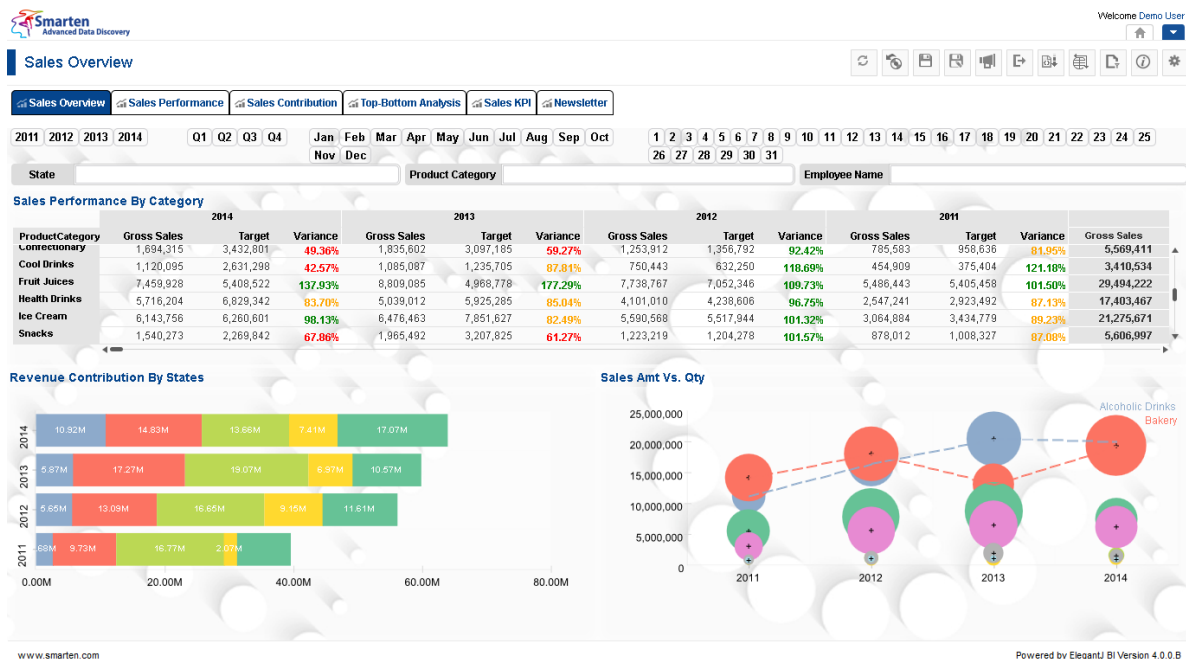 Smarten
Advanced Data Discovery
Welcome Demo User
Sales Overview
Sales Overview Sales Performance Sales Contribution Top-Bottom Analysis Sales KPI Newsletter
2011 2012 2013 2014 Q1 Q2 Q3 Q4 Jan Feb Mar Apr May Jun Jul Aug Sep Oct 1 2 3 4 5 6 7 8 9 10 11 12 13 14 15 16 17 18 19 20 21 22 23 24 25
Nov Dec 26 27 28 29 30 31
State Product Category Employee Name
Sales Performance By Category
2014 2013 2012 2011
ProductCategory Gross Sales Target Variance Gross Sales Target Variance Gross Sales Target Variance Gross Sales Target Variance Gross Sales
Confectionary 1,694,315 3,432,801 49.36% 1,835,602 3,097,185 59.27% 1,253,912 1,356,792 92.42% 785,583 958,636 81.95% 5,569,411
Cool Drinks 1,120,095 2,631,298 42.57% 1,085,087 1,235,705 87.81% 750,443 632,250 118.69% 454,909 375,404 121.18% 3,410,534
Fruit Juices 7,459,928 5,408,522 137.93% 8,809,085 4,968,778 177.29% 7,738,767 7,052,346 109.73% 5,486,443 5,405,458 101.50% 29,494,222
Health Drinks 5,716,204 6,829,342 83.70% 5,039,012 5,925,285 85.04% 4,101,010 4,238,606 96.75% 2,547,241 2,923,492 87.13% 17,403,467
Ice Cream 6,143,756 6,260,601 98.13% 6,476,463 7,851,627 82.49% 5,590,568 5,517,944 101.32% 3,064,884 3,434,779 89.23% 21,275,671
Snacks 1,540,273 2,269,842 67.86% 1,965,492 3,207,825 61.27% 1,223,219 1,204,278 101.57% 878,012 1,008,327 87.08% 5,606,997
Revenue Contribution By States
2014 10.92M 14.83M 13.66M 7.41M 17.07M
2013 5.87M 17.27M 19.07M 6.97M 10.57M
2012 5.65M 13.09M 16.65M 9.15M 11.61M
2011 .68M 9.73M 16.77M 2.07M
0.00M 20.00M 40.00M 60.00M 80.00M
Sales Amt Vs. Qty
Alcoholic Drinks
Bakery
25,000,000
20,000,000
15,000,000
10,000,000
5,000,000
0
2011 2012 2013 2014
www.smarten.com
Powered by ElegantJ BI Version 4.0.0.B